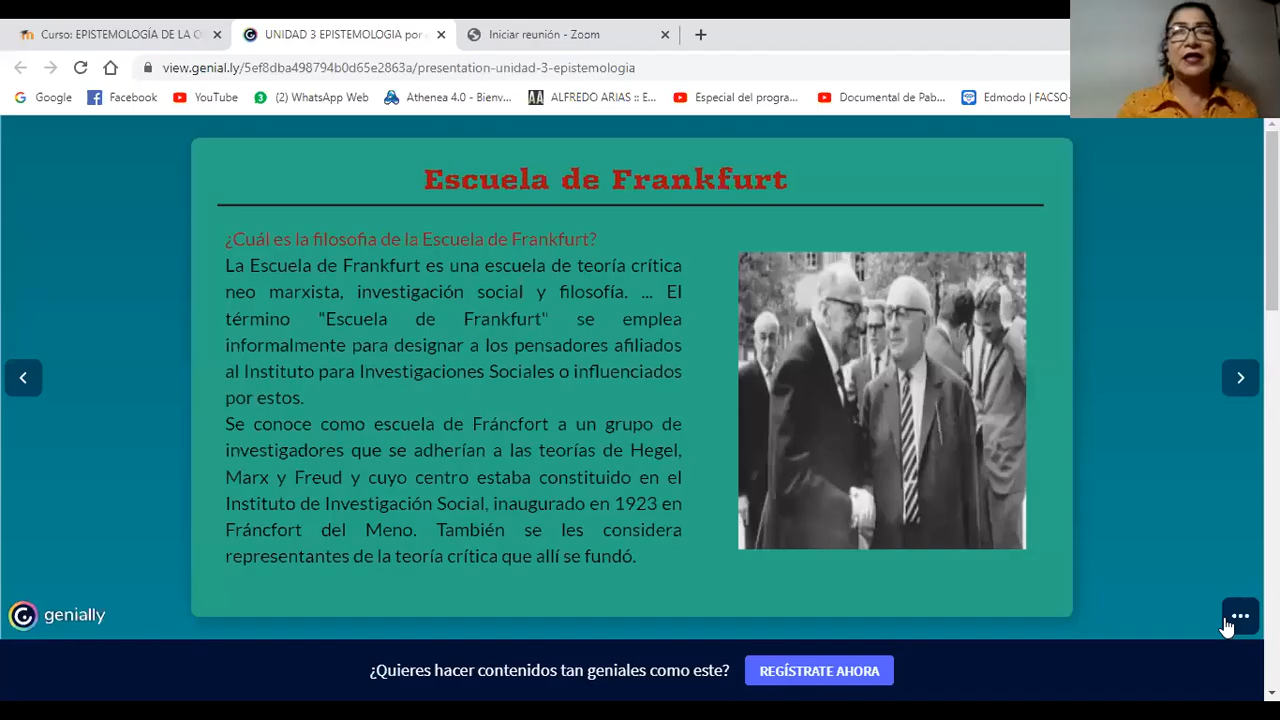 Curso: EPISTEMOLOGÍA DE LA C
UNIDAD 3 EPISTEMOLOGIA por
Iniciar reunión - Zoom
view.genial.ly/5ef8dba498794b0d65e2863a/presentation-unidad-3-epistemologia
Google
Facebook
YouTube
(2) WhatsApp Web
Athenea 4.0 - Bienv...
ALFREDO ARIAS :: E...
Especial del progra...
Documental de Pab...
Edmodo | FACSO-
Escuela de Frankfurt
¿Cuál es la filosofia de la Escuela de Frankfurt?
La Escuela de Frankfurt es una escuela de teoría crítica
neo marxista, investigación social y filosofía. ... El
término "Escuela de Frankfurt" se emplea
informalmente para designar a los pensadores afiliados
al Instituto para Investigaciones Sociales o influenciados
por estos.
Se conoce como escuela de Fráncfort a un grupo de
investigadores que se adherían a las teorías de Hegel,
Marx y Freud y cuyo centro estaba constituido en el
Instituto de Investigación Social, inaugurado en 1923 en
Fráncfort del Meno. También se les considera
representantes de la teoría crítica que allí se fundó.
genially
¿Quieres hacer contenidos tan geniales como este?
REGÍSTRATE AHORA